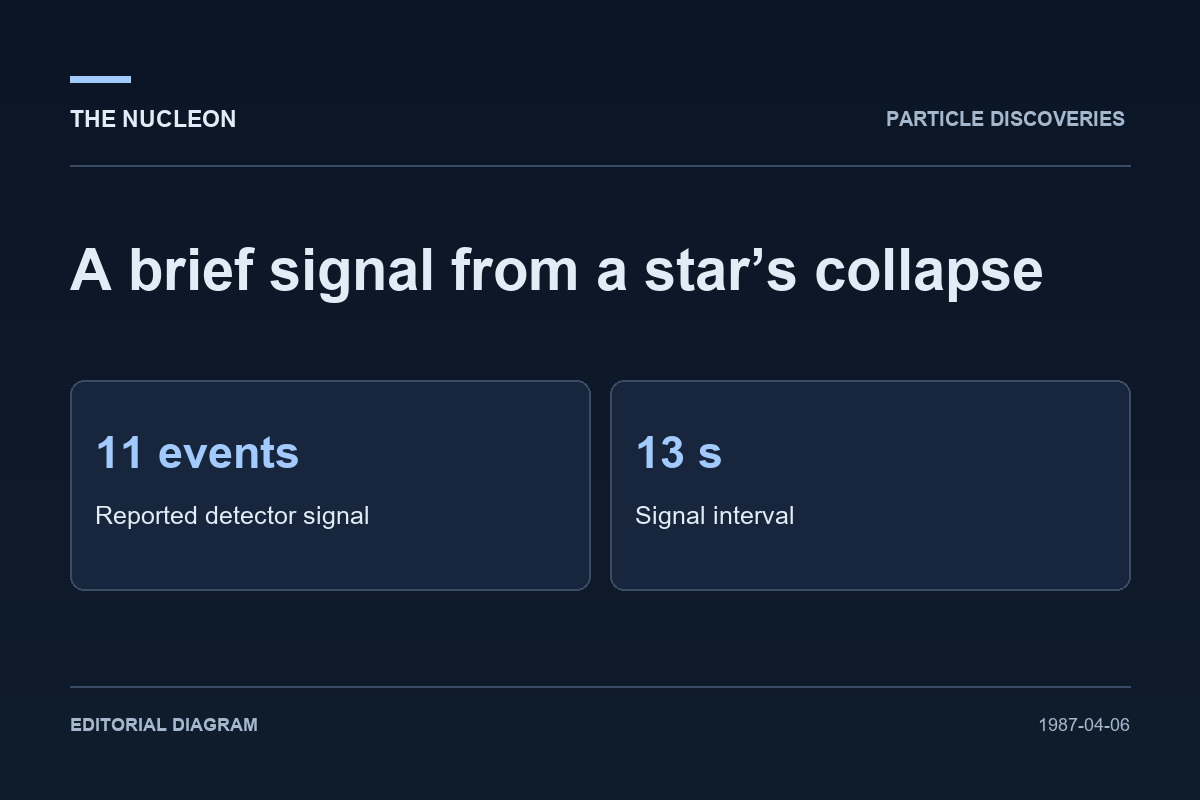 THE NUCLEON
PARTICLE DISCOVERIES
A brief signal from a star’s collapse
11 events
Reported detector signal
13 s
Signal interval
EDITORIAL DIAGRAM
1987-04-06